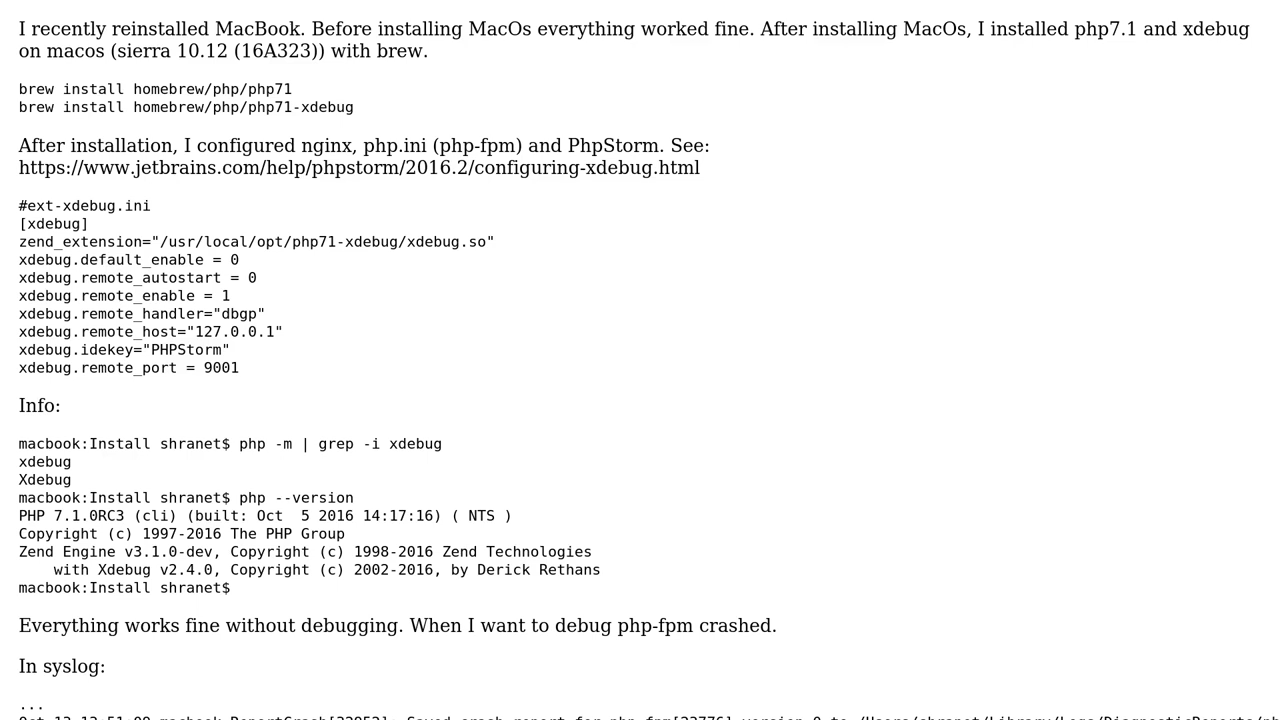 I recently reinstalled MacBook. Before installing MacOs everything worked fine. After installing MacOs, I installed php7.1 and xdebug
on macos (sierra 10.12 (16A323)) with brew.
brew install homebrew/php/php71
brew install homebrew/php/php71-xdebug
After installation, I configured nginx, php.ini (php-fpm) and PhpStorm. See:
https://www.jetbrains.com/help/phpstorm/2016.2/configuring-xdebug.html
#ext-xdebug.ini
[xdebug]
zend_extension="/usr/local/opt/php71-xdebug/xdebug.so"
xdebug.default_enable = 0
xdebug.remote_autostart = 0
xdebug.remote_enable = 1
xdebug.remote_handler="dbgp"
xdebug.remote_host="127.0.0.1"
xdebug.idekey="PHPStorm"
xdebug.remote_port = 9001
Info:
macbook:Install shranet$ php -m | grep -i xdebug
xdebug
Xdebug
macbook:Install shranet$ php --version
PHP 7.1.0RC3 (cli) (built: Oct  5 2016 14:17:16) ( NTS )
Copyright (c) 1997-2016 The PHP Group
Zend Engine v3.1.0-dev, Copyright (c) 1998-2016 Zend Technologies
    with Xdebug v2.4.0, Copyright (c) 2002-2016, by Derick Rethans
macbook:Install shranet$
Everything works fine without debugging. When I want to debug php-fpm crashed.
In syslog:
...